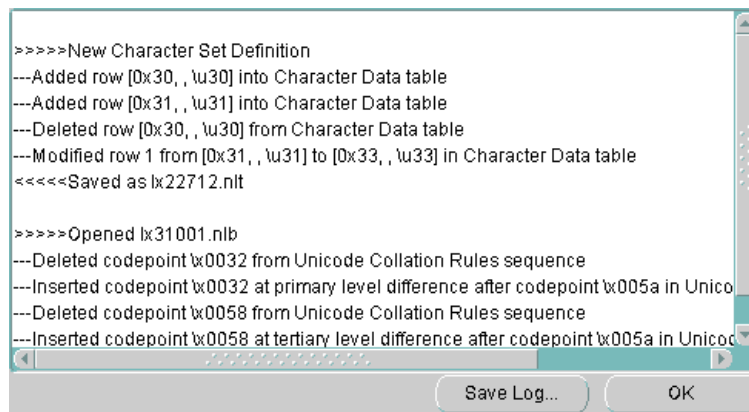 >>>>>New Character Set Definition
---Added row [0x30, , \u30] into Character Data table
---Added row [0x31, , \u31] into Character Data table
---Deleted row [0x30, , \u30] from Character Data table
---Modified row 1 from [0x31, , \u31] to [0x33, , \u33] in Character Data table
<<<<<Saved as lx22712.nlt
>>>>>Opened lx31001.nlb
---Deleted codepoint \x0032 from Unicode Collation Rules sequence
---Inserted codepoint \x0032 at primary level difference after codepoint \x005a in Unico
---Deleted codepoint \x0058 from Unicode Collation Rules sequence
---Inserted codepoint \x0058 at tertiary level difference after codepoint \x005a in Unicod
Save Log... OK